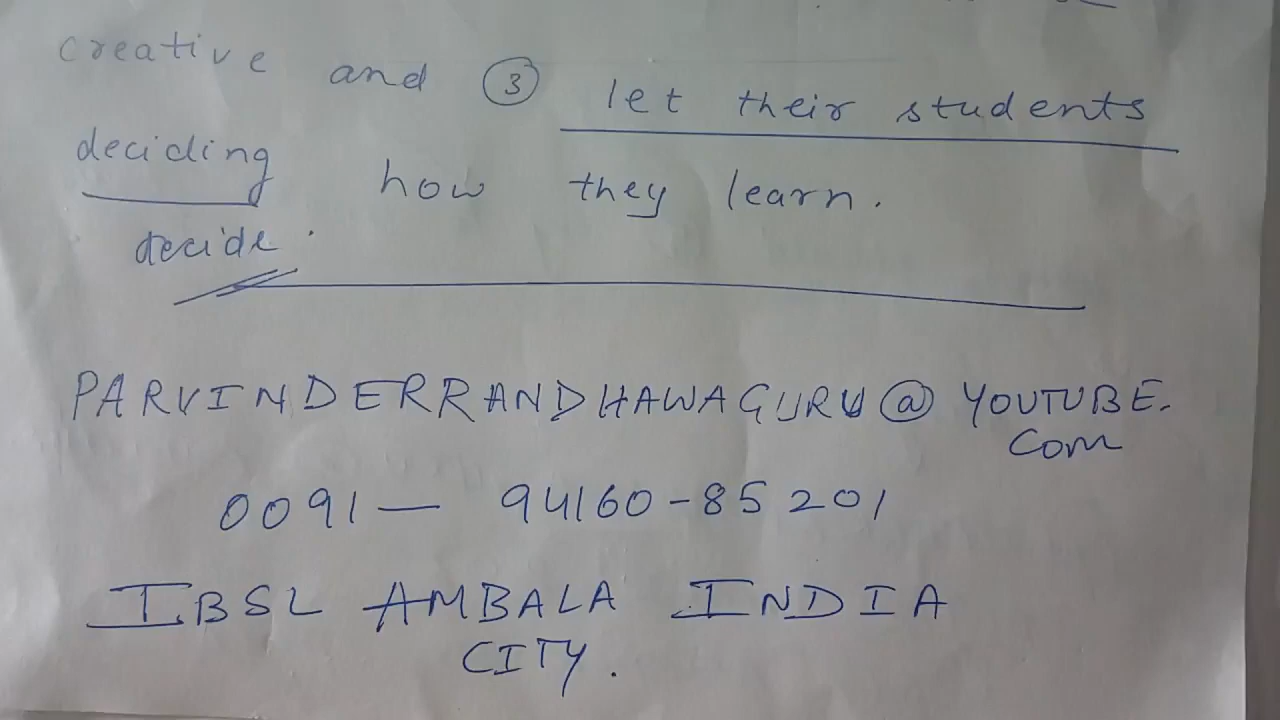 creative and ③ let their students
deciding how they learn.
decide.
PARVINDERRANDHAWAGURU@YOUTUBE.
com
0091— 94160-85201
IBSL AMBALA INDIA
CITY.